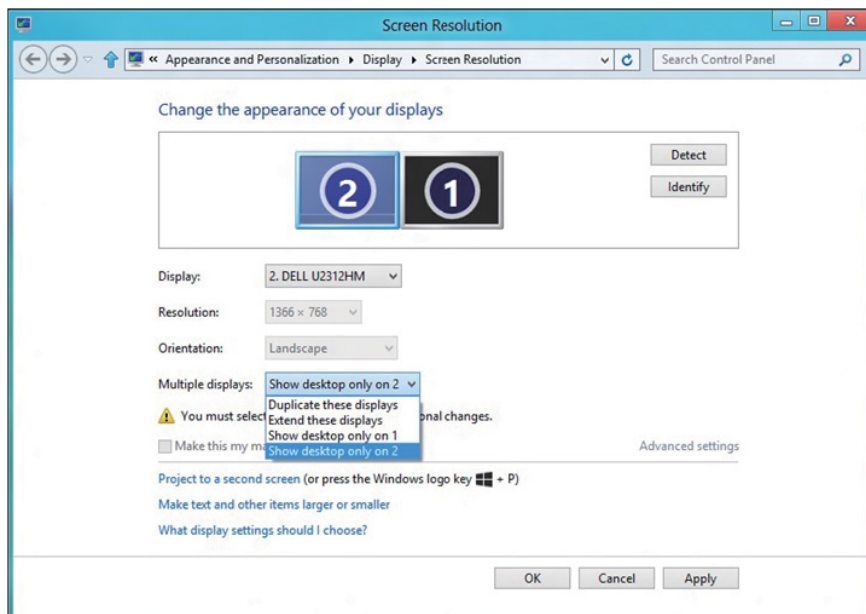 Screen Resolution
« Appearance and Personalization ▸ Display ▸ Screen Resolution
Search Control Panel
Change the appearance of your displays
2
1
Detect
Identify
Display: 2. DELL U2312HM
Resolution: 1366 × 768
Orientation: Landscape
Multiple displays: Show desktop only on 2
Duplicate these displays
You must selec onal changes.
Extend these displays
Show desktop only on 1
Make this my ma Advanced settings
Show desktop only on 2
Project to a second screen (or press the Windows logo key + P)
Make text and other items larger or smaller
What display settings should I choose?
OK Cancel Apply